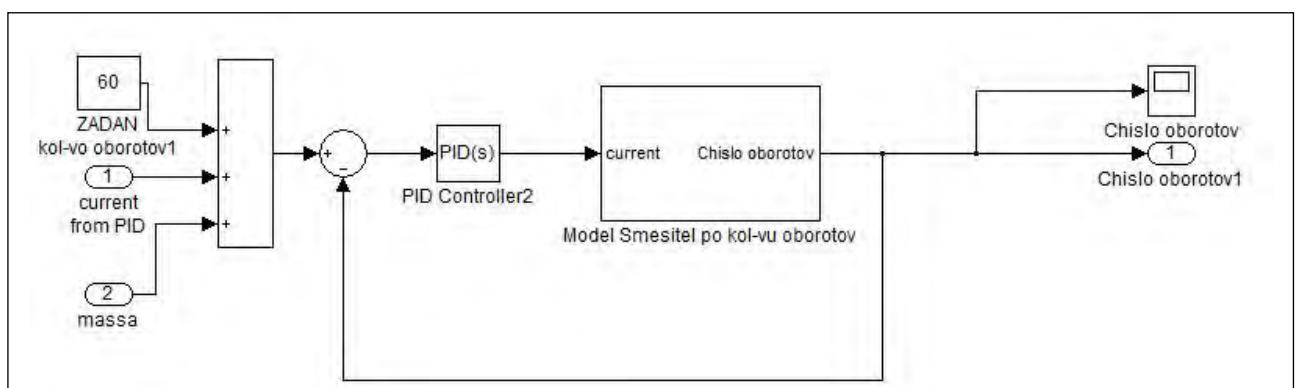 60
ZADAN
kol-vo oborotov1
1
current
from PID
2
massa
+
+
+
+
-
PID(s)
PID Controller2
current
Chislo oborotov
Model Smesitel po kol-vu oborotov
Chislo oborotov
1
Chislo oborotov1